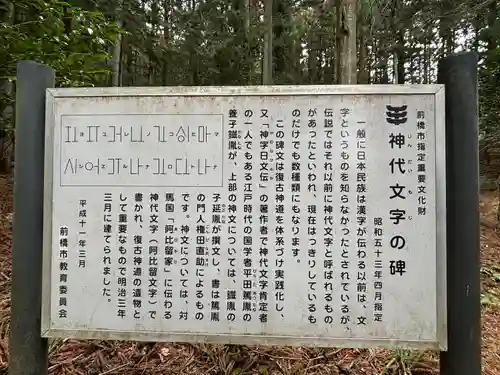 前橋市指定重要文化財
神代文字の碑
しんだいもじ
昭和五十三年四月指定
一般に日本民族は漢字が伝わる以前は、文
字というものを知らなかったとされているが、
伝説ではそれ以前に神代文字と呼ばれるもの
があったといわれ、現在はっきりしているも
のだけでも数種類にもなります。
この碑文は復古神道を体系づけ実践化し、
又「神字日文伝」の著作者で神代文字肯定者
の一人でもある江戸時代の国学者平田篤胤の
養子鐡胤が、上部の神文については、鐡胤の
子延胤が撰文し、書は篤胤
の門人権田直助によるもの
です。神文については、対
馬国「阿比留家」に伝わる
神代文字(阿比留文字)で
書かれ、復古神道の遺物と
して重要なもので明治三年
三月に建てられました。
平成十一年三月
前橋市教育委員会